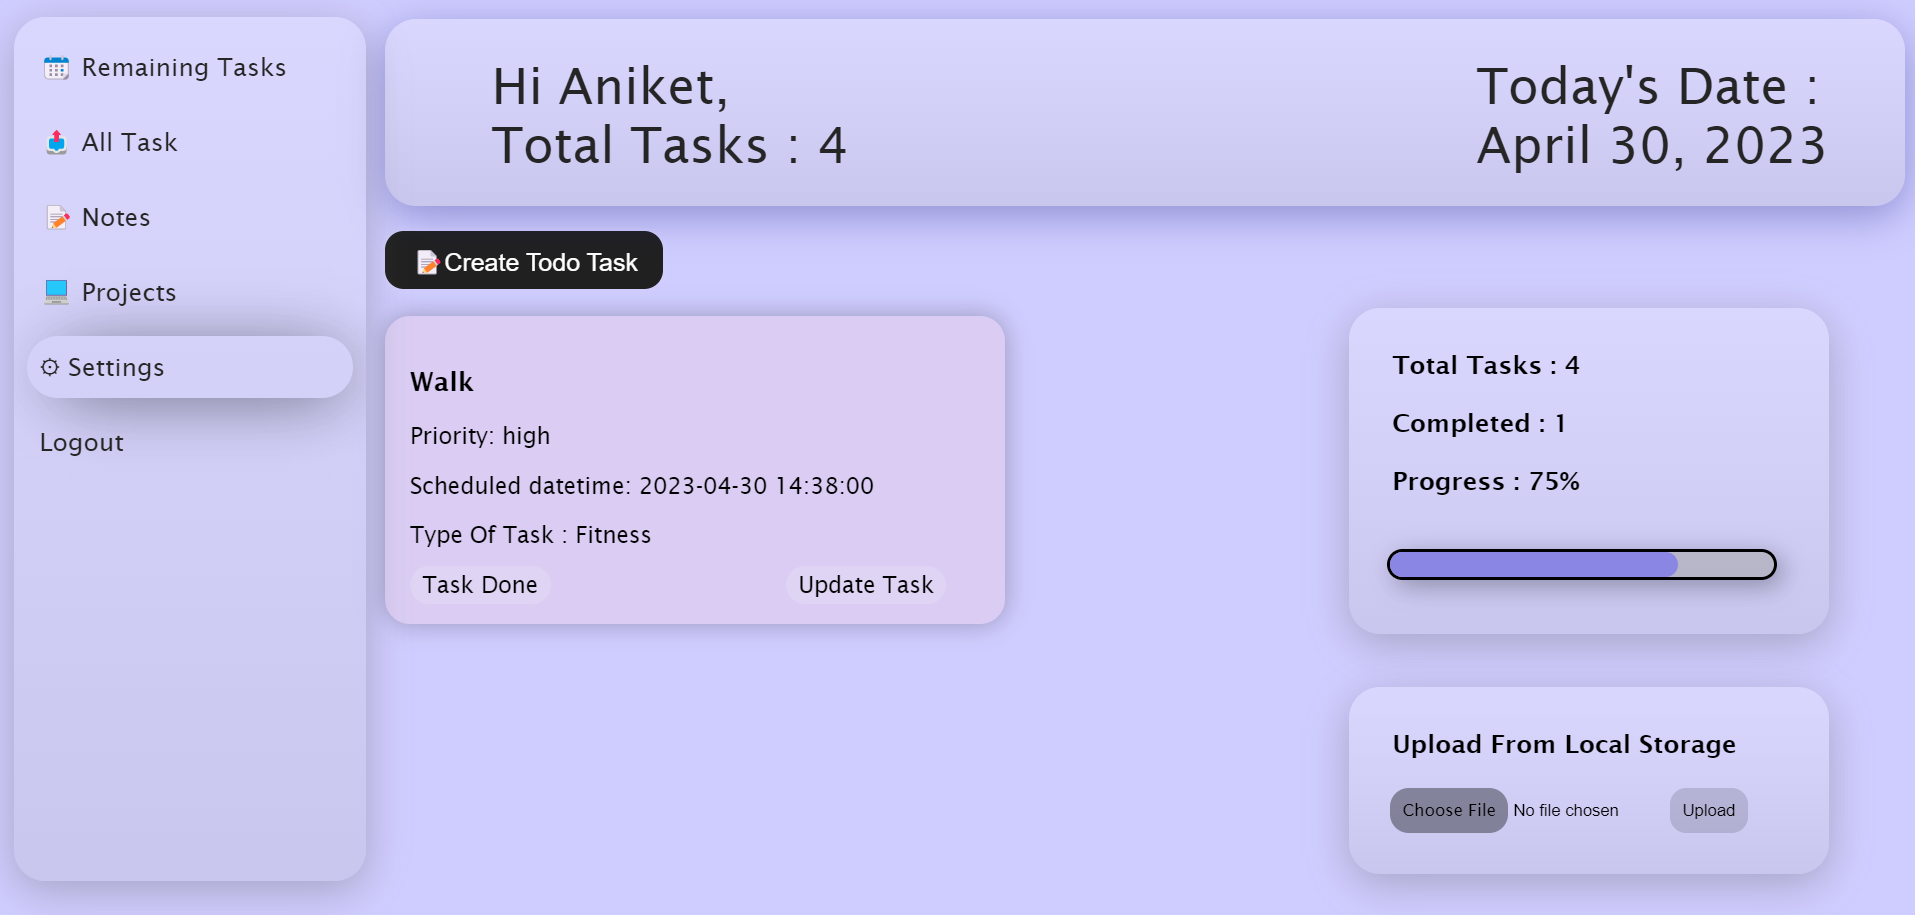 Remaining Tasks
All Task
Notes
Projects
Settings
Logout
Hi Aniket,
Total Tasks : 4
Today's Date :
April 30, 2023
Create Todo Task
Walk
Priority: high
Scheduled datetime: 2023-04-30 14:38:00
Type Of Task : Fitness
Task Done
Update Task
Total Tasks : 4
Completed : 1
Progress : 75%
Upload From Local Storage
Choose File No file chosen
Upload